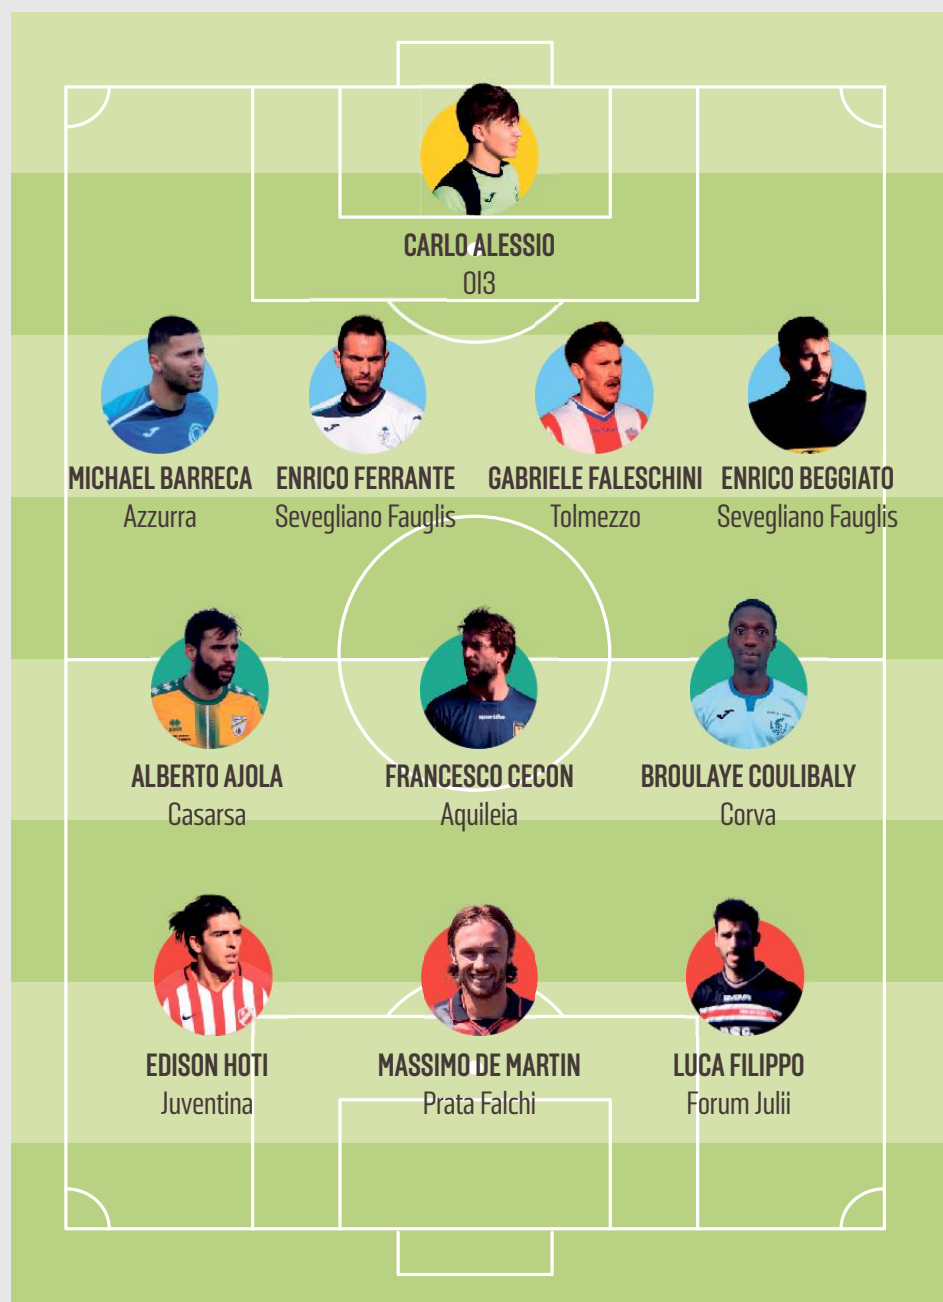 CARLO ALESSIO
OI3
MICHAEL BARRECA
Azzurra
ENRICO FERRANTE
Sevegliano Fauglis
GABRIELE FALESCHINI
Tolmezzo
ENRICO BEGGIATO
Sevegliano Fauglis
ALBERTO AJOLA
Casarsa
FRANCESCO CECON
Aquileia
BROULAYE COULIBALY
Corva
EDISON HOTI
Juventina
MASSIMO DE MARTIN
Prata Falchi
LUCA FILIPPO
Forum Julii